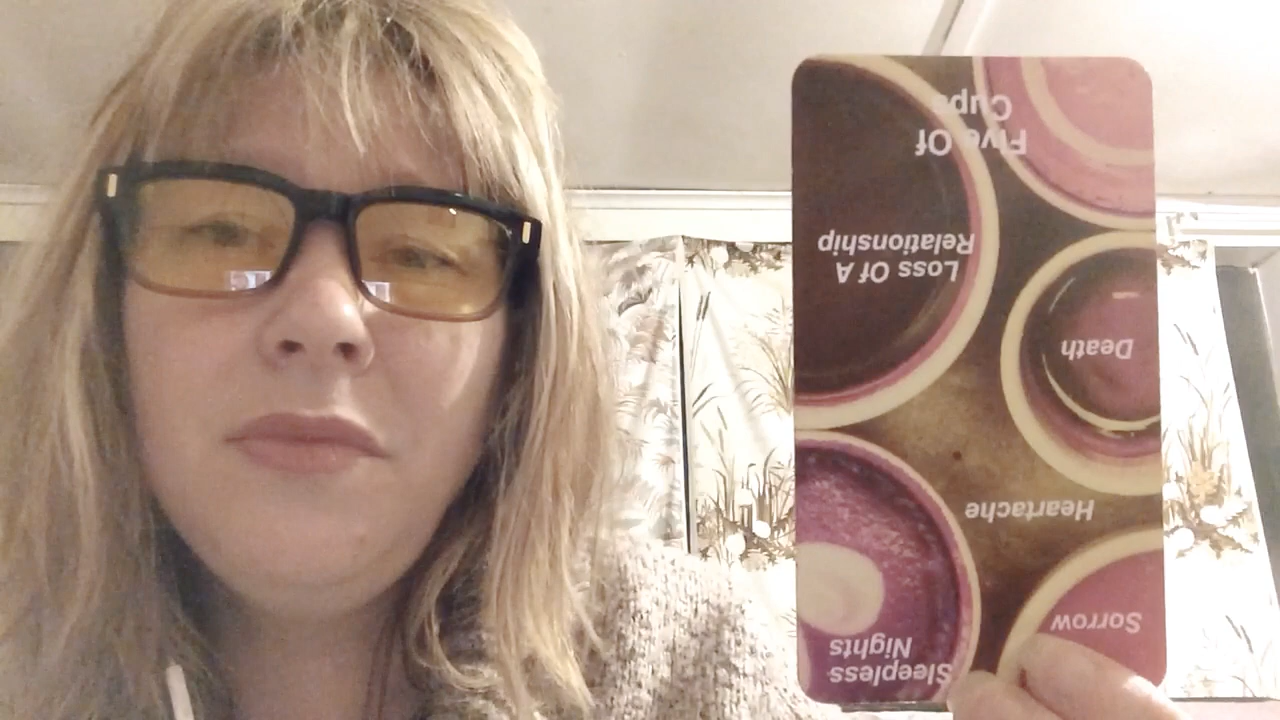 Sleepless
Nights
Sorrow
Heartache
Death
Loss Of A
Relationship
Five Of
Cups